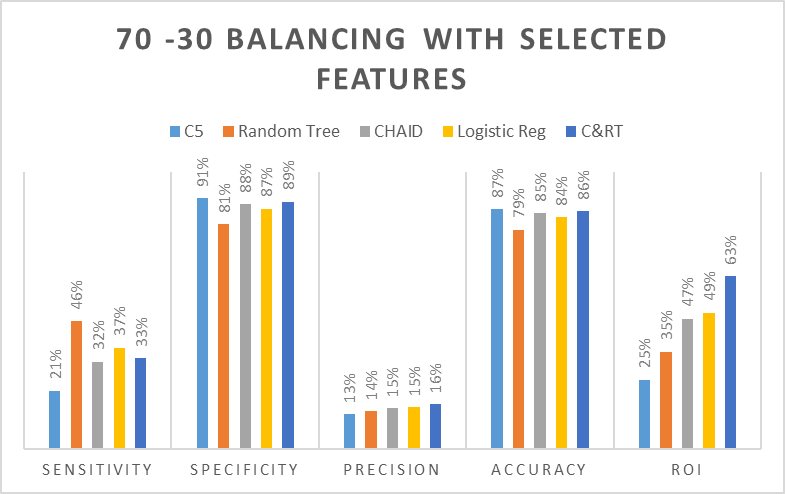 70 -30 BALANCING WITH SELECTED
FEATURES
C5 Random Tree CHAID Logistic Reg C&RT
21% 46% 32% 37% 33%
91% 81% 88% 87% 89%
13% 14% 15% 15% 16%
87% 79% 85% 84% 86%
25% 35% 47% 49% 63%
SENSITIVITY SPECIFICITY PRECISION ACCURACY ROI